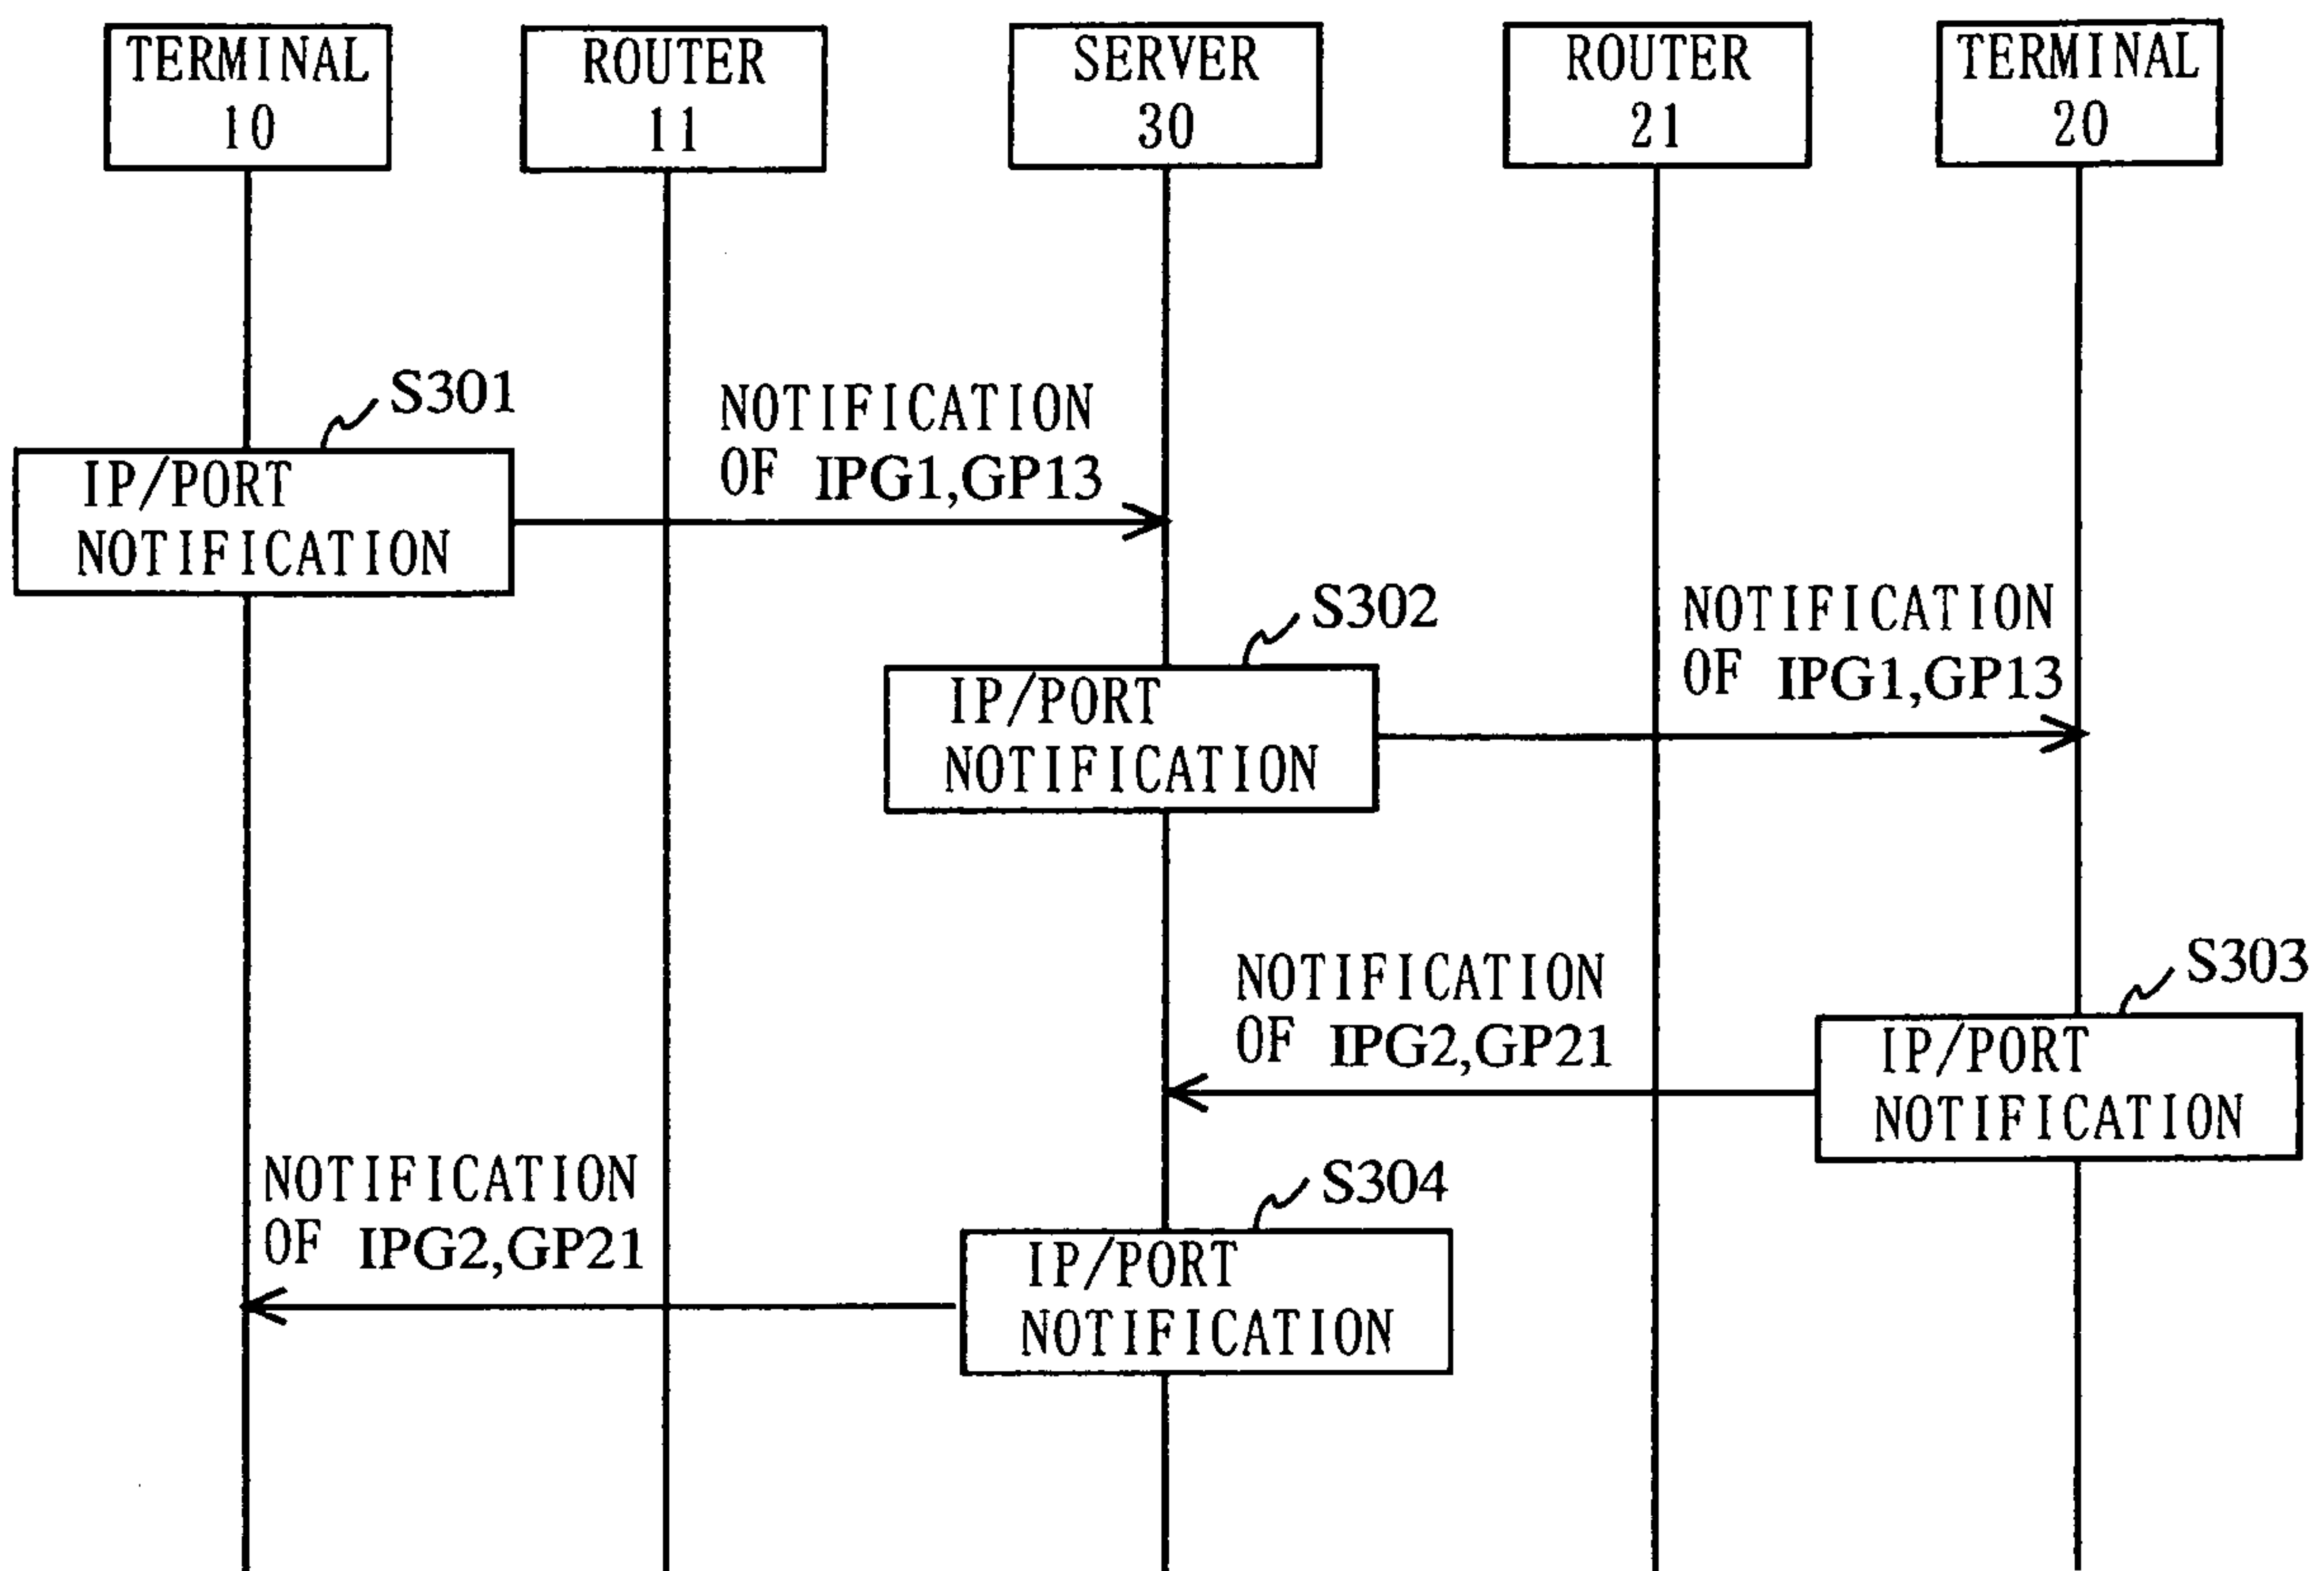 TERMINAL
10
ROUTER
11
SERVER
30
ROUTER
21
TERMINAL
20
S301
IP/PORT
NOTIFICATION
NOTIFICATION
OF IPG1,GP13
S302
IP/PORT
NOTIFICATION
NOTIFICATION
OF IPG1,GP13
S303
IP/PORT
NOTIFICATION
NOTIFICATION
OF IPG2,GP21
S304
IP/PORT
NOTIFICATION
NOTIFICATION
OF IPG2,GP21